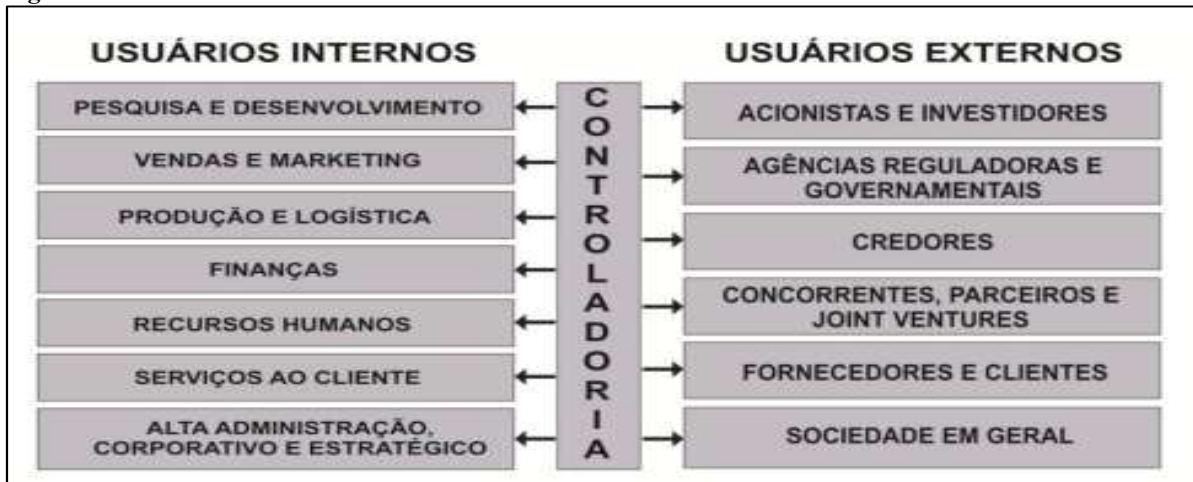 USUÁRIOS INTERNOS
PESQUISA E DESENVOLVIMENTO
VENDAS E MARKETING
PRODUÇÃO E LOGÍSTICA
FINANÇAS
RECURSOS HUMANOS
SERVIÇOS AO CLIENTE
ALTA ADMINISTRAÇÃO,
CORPORATIVO E ESTRATÉGICO
CONTROLADORIA
USUÁRIOS EXTERNOS
ACIONISTAS E INVESTIDORES
AGÊNCIAS REGULADORAS E
GOVERNAMENTAIS
CREDORES
CONCORRENTES, PARCEIROS E
JOINT VENTURES
FORNECEDORES E CLIENTES
SOCIEDADE EM GERAL